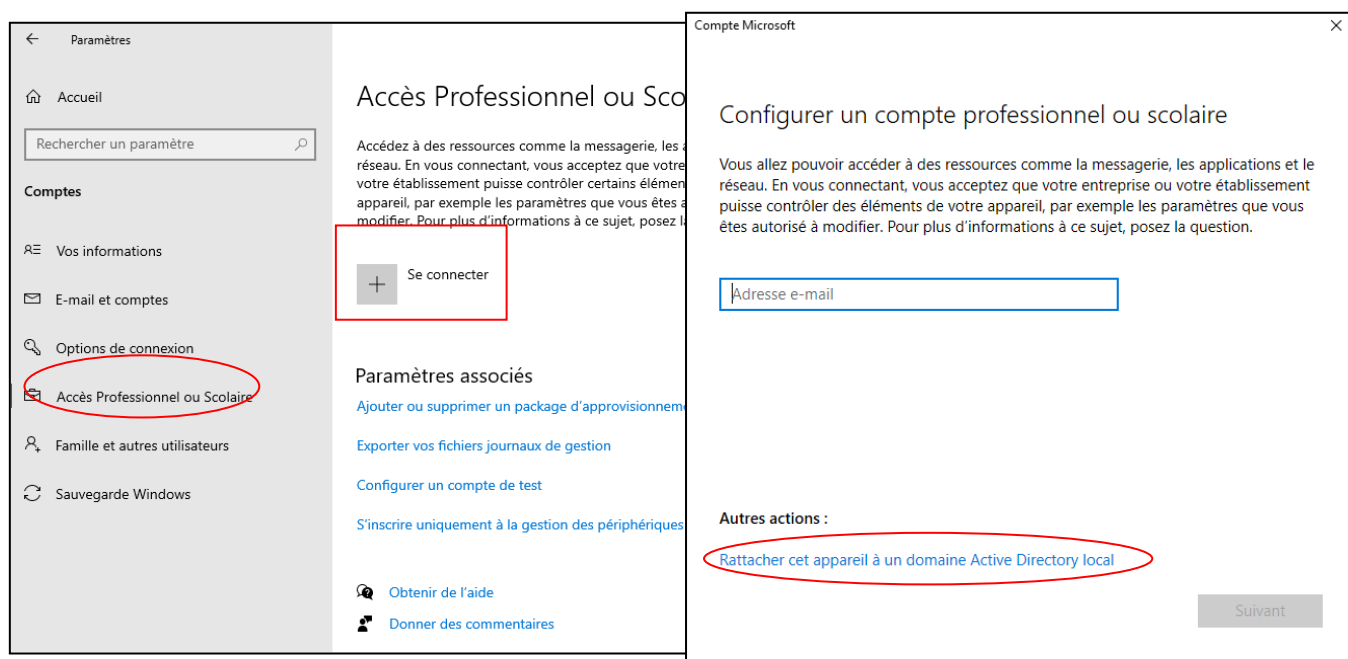 Paramètres
Accueil
Rechercher un paramètre
Comptes
Vos informations
E-mail et comptes
Options de connexion
Accès Professionnel ou Scolaire
Famille et autres utilisateurs
Sauvegarde Windows
Accès Professionnel ou Sco
Accédez à des ressources comme la messagerie, les
réseau. En vous connectant, vous acceptez que votre
votre établissement puisse contrôler certains élémen
appareil, par exemple les paramètres que vous êtes
modifier. Pour plus d'informations à ce sujet, posez
Se connecter
Paramètres associés
Ajouter ou supprimer un package d'approvisionneme
Exporter vos fichiers journaux de gestion
Configurer un compte de test
S'inscrire uniquement à la gestion des périphériques
Obtenir de l'aide
Donner des commentaires
Compte Microsoft
Configurer un compte professionnel ou scolaire
Vous allez pouvoir accéder à des ressources comme la messagerie, les applications et le
réseau. En vous connectant, vous acceptez que votre entreprise ou votre établissement
puisse contrôler des éléments de votre appareil, par exemple les paramètres que vous
êtes autorisé à modifier. Pour plus d'informations à ce sujet, posez la question.
Adresse e-mail
Autres actions :
Rattacher cet appareil à un domaine Active Directory local
Suivant